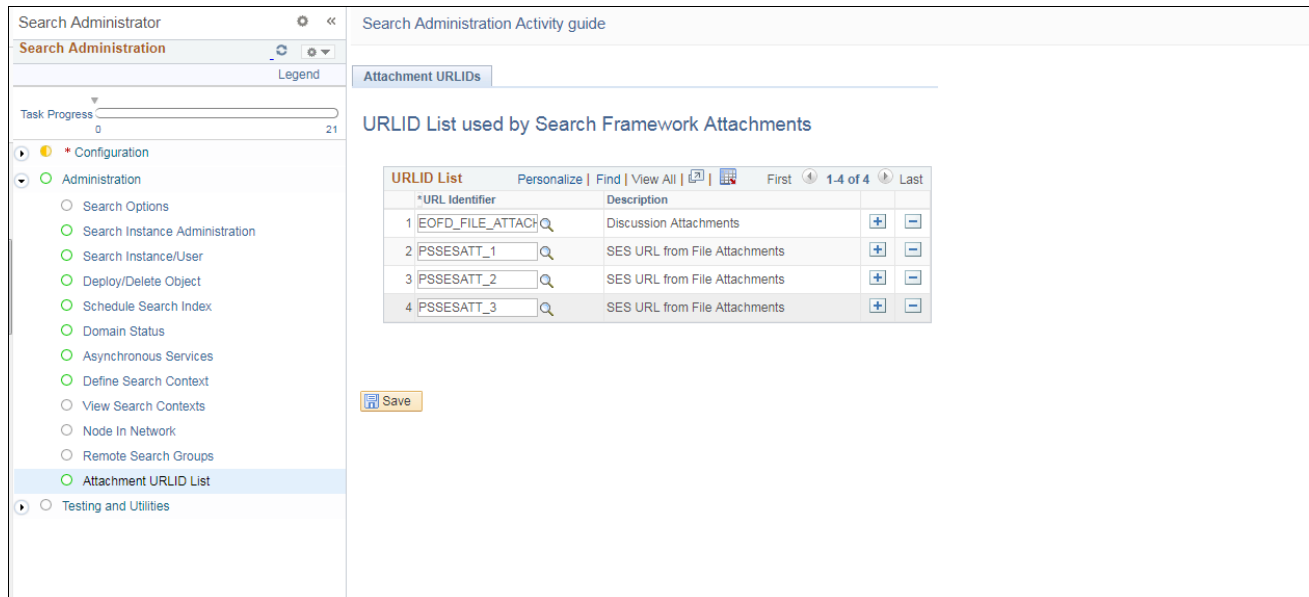 Search Administrator
Search Administration
Legend
Task Progress
0 21
* Configuration
Administration
Search Options
Search Instance Administration
Search Instance/User
Deploy/Delete Object
Schedule Search Index
Domain Status
Asynchronous Services
Define Search Context
View Search Contexts
Node In Network
Remote Search Groups
Attachment URLID List
Testing and Utilities
Search Administration Activity guide
Attachment URLIDs
URLID List used by Search Framework Attachments
URLID List Personalize | Find | View All | | First 1-4 of 4 Last
*URL Identifier Description
1 EOFD_FILE_ATTACH Discussion Attachments
2 PSSESATT_1 SES URL from File Attachments
3 PSSESATT_2 SES URL from File Attachments
4 PSSESATT_3 SES URL from File Attachments
Save